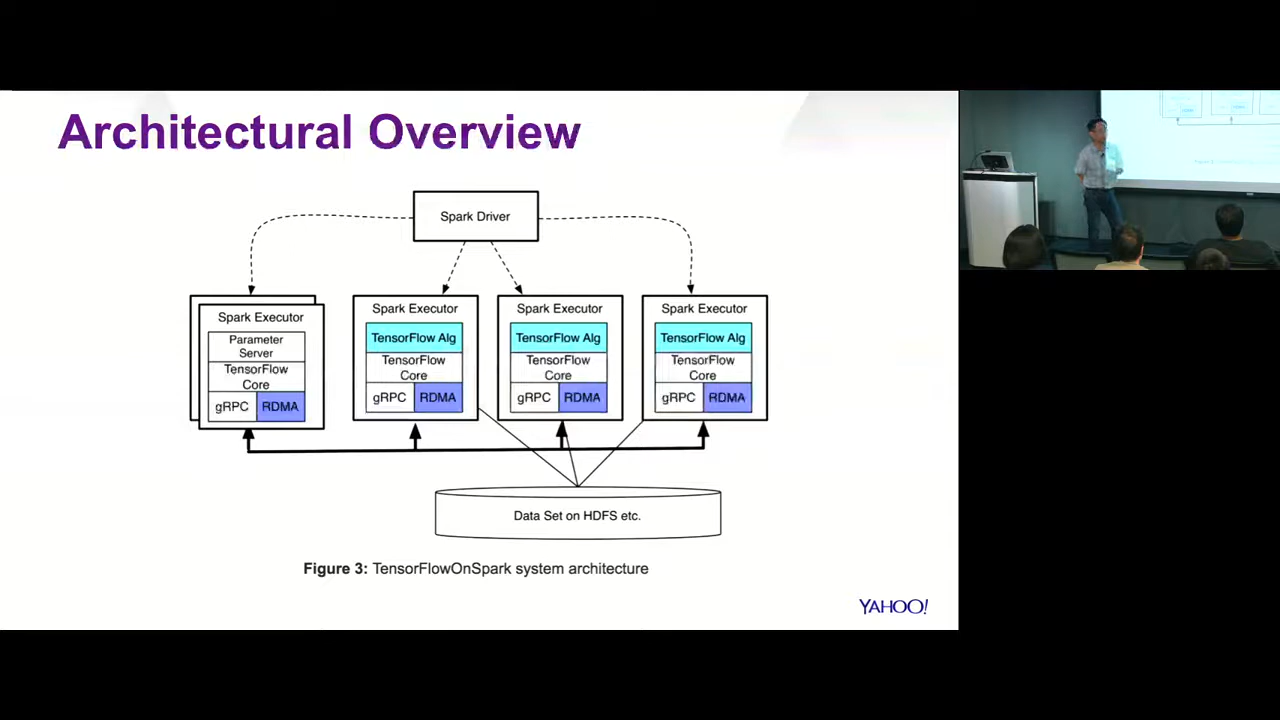 Architectural Overview
Spark Driver
Spark Executor
Parameter
Server
TensorFlow
Core
gRPC
RDMA
Spark Executor
TensorFlow Alg
TensorFlow
Core
gRPC
RDMA
Spark Executor
TensorFlow Alg
TensorFlow
Core
gRPC
RDMA
Spark Executor
TensorFlow Alg
TensorFlow
Core
gRPC
RDMA
Data Set on HDFS etc.
Figure 3: TensorFlowOnSpark system architecture
YAHOO!